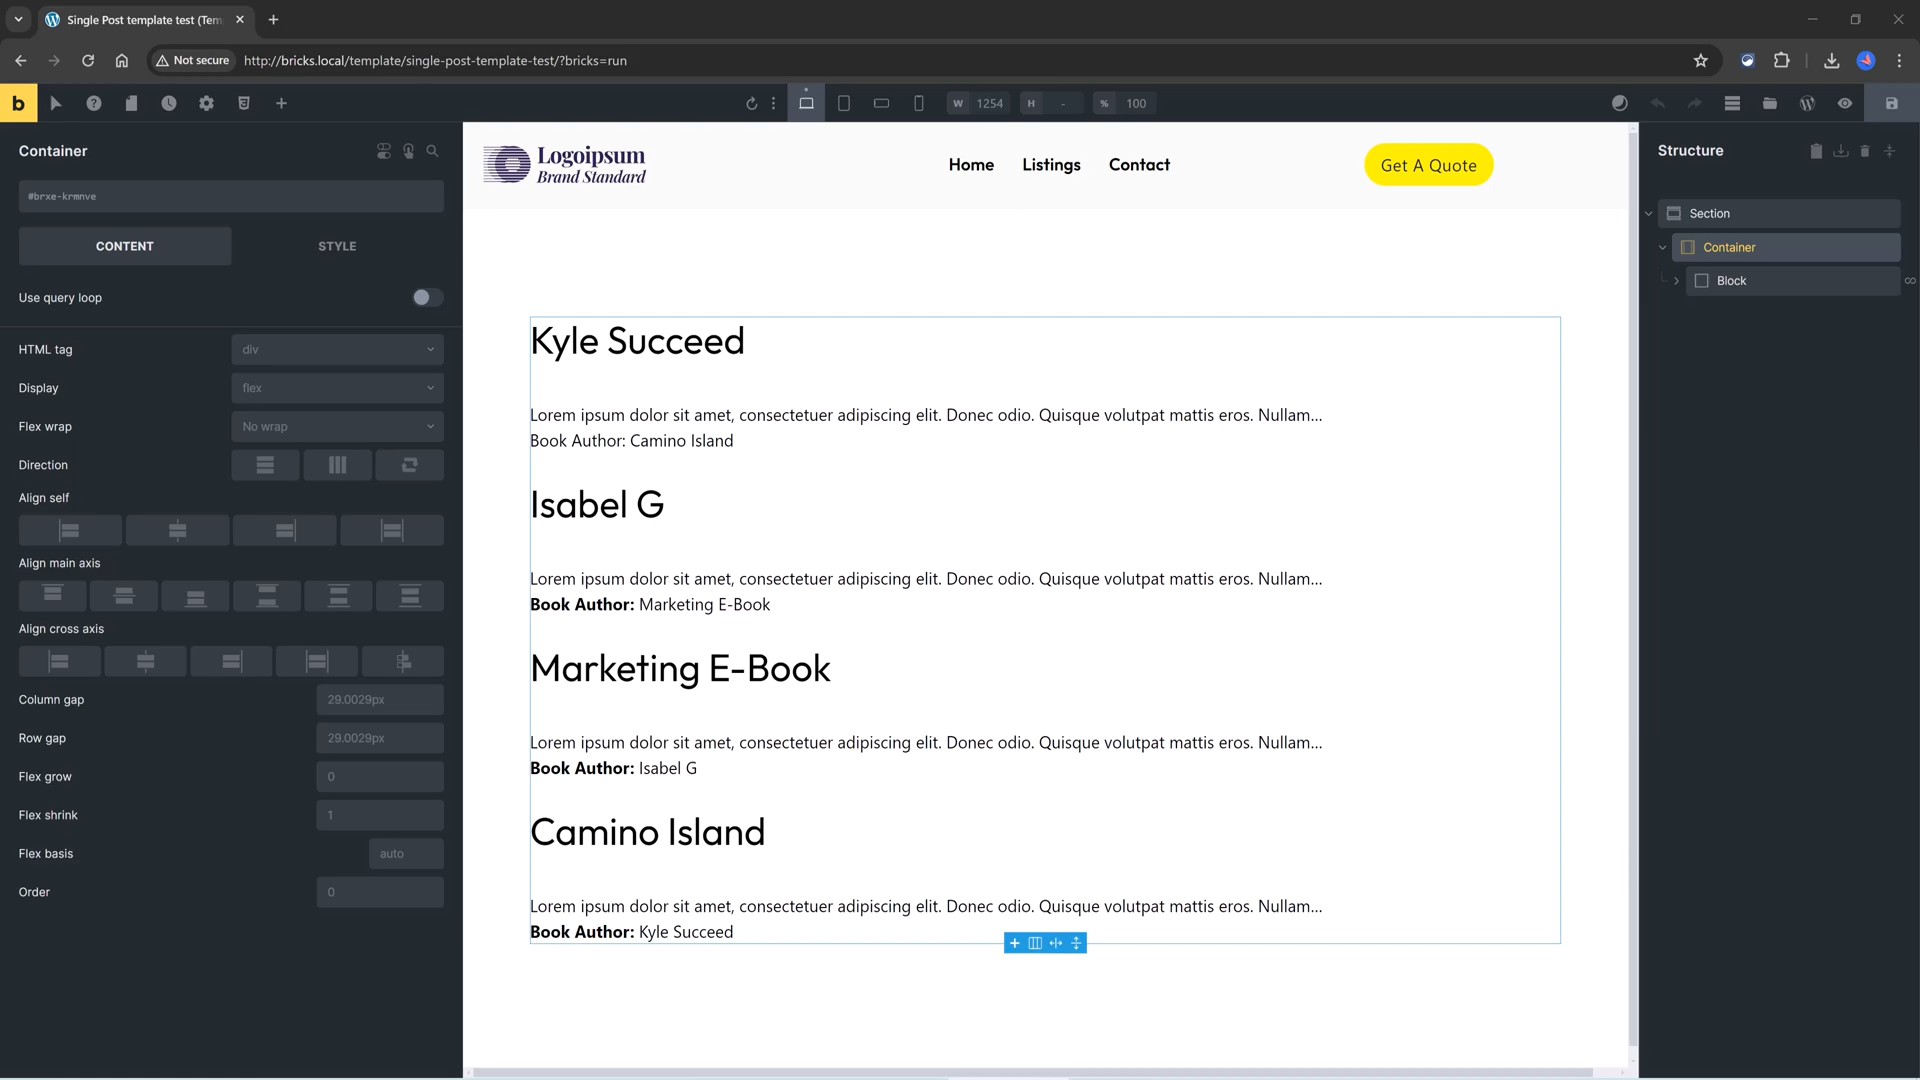 Single Post template test (Tem
Not secure
http://bricks.local/template/single-post-template-test/?bricks=run
b
W 1254 H - % 100
Container
#brxe-krmnve
CONTENT STYLE
Use query loop
HTML tag div
Display flex
Flex wrap No wrap
Direction
Align self
Align main axis
Align cross axis
Column gap 29.0029px
Row gap 29.0029px
Flex grow 0
Flex shrink 1
Flex basis auto
Order 0
Logoipsum
Brand Standard
Home Listings Contact
Get A Quote
Kyle Succeed
Lorem ipsum dolor sit amet, consectetuer adipiscing elit. Donec odio. Quisque volutpat mattis eros. Nullam...
Book Author: Camino Island
Isabel G
Lorem ipsum dolor sit amet, consectetuer adipiscing elit. Donec odio. Quisque volutpat mattis eros. Nullam...
Book Author: Marketing E-Book
Marketing E-Book
Lorem ipsum dolor sit amet, consectetuer adipiscing elit. Donec odio. Quisque volutpat mattis eros. Nullam...
Book Author: Isabel G
Camino Island
Lorem ipsum dolor sit amet, consectetuer adipiscing elit. Donec odio. Quisque volutpat mattis eros. Nullam...
Book Author: Kyle Succeed
Structure
Section
Container
Block